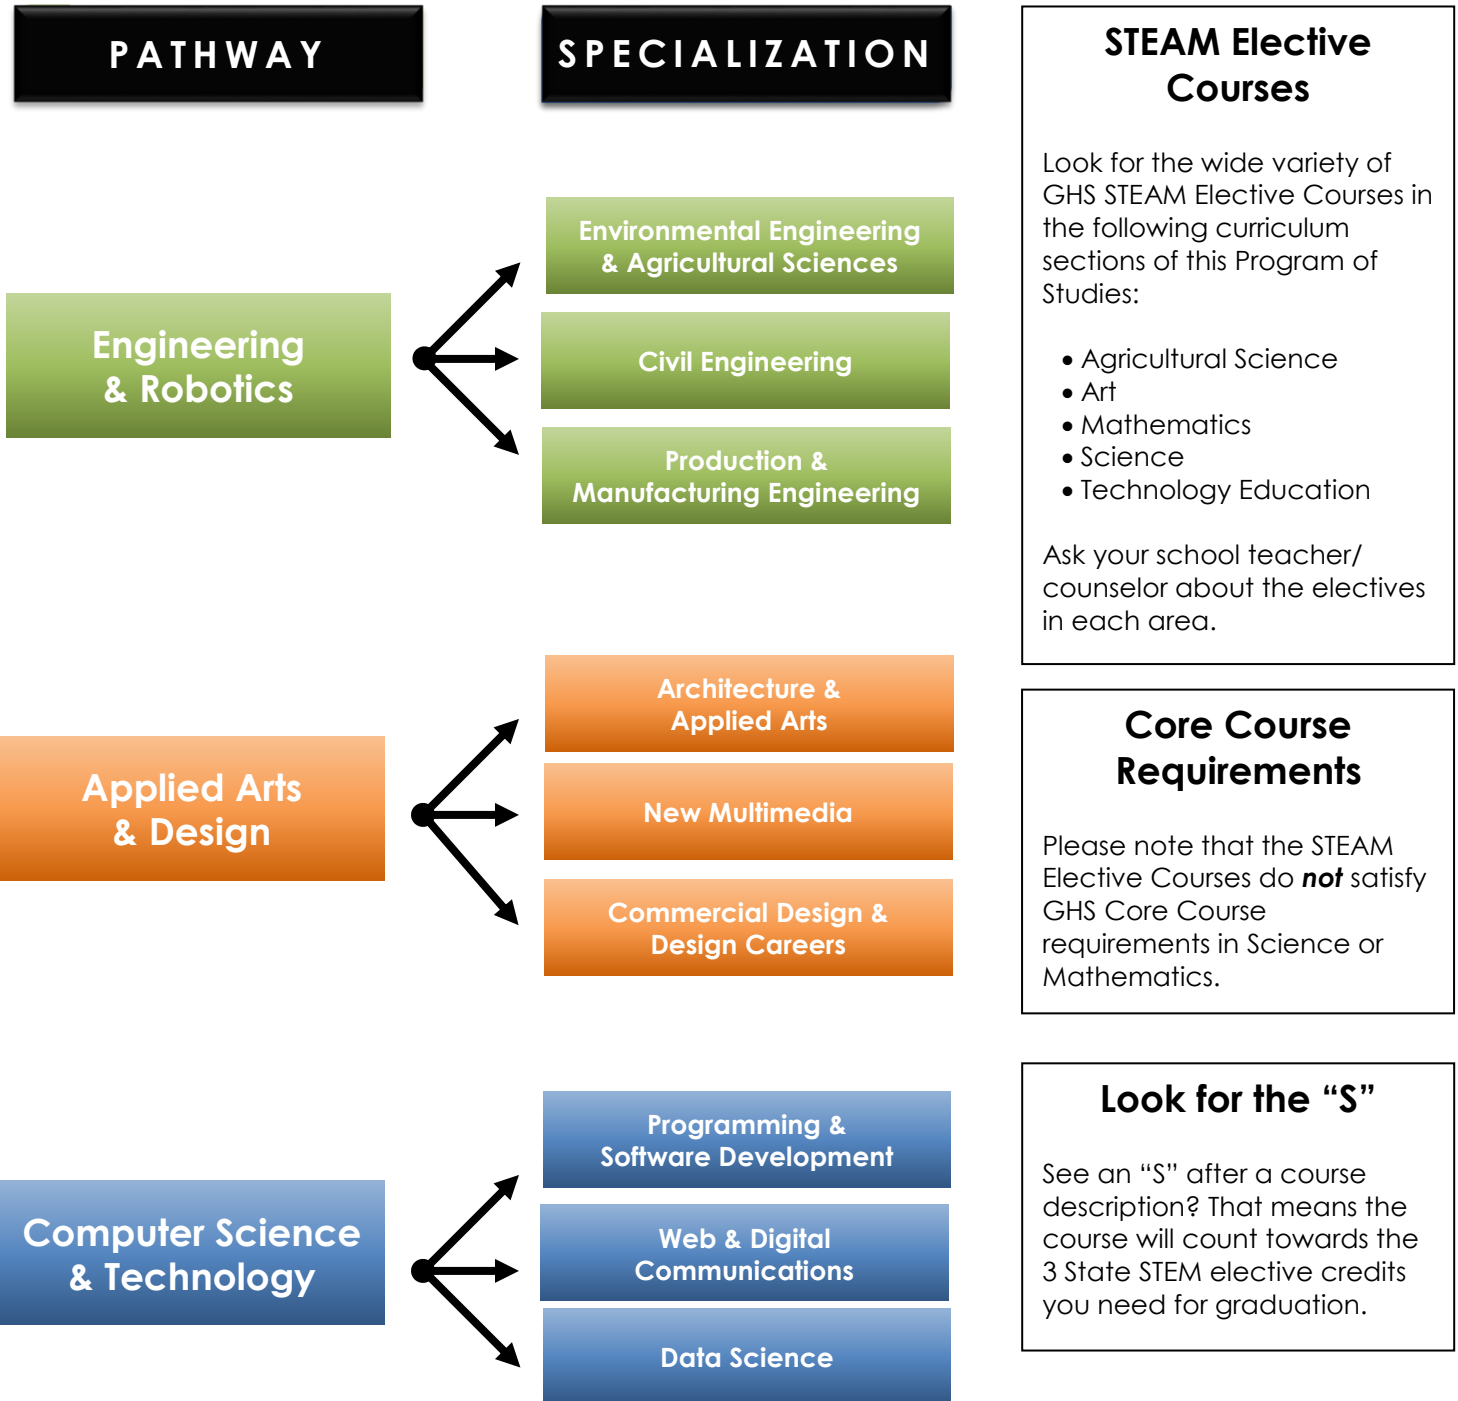 PATHWAY
SPECIALIZATION
Engineering
& Robotics
Environmental Engineering
& Agricultural Sciences
Civil Engineering
Production &
Manufacturing Engineering
Applied Arts
& Design
Architecture &
Applied Arts
New Multimedia
Commercial Design &
Design Careers
Computer Science
& Technology
Programming &
Software Development
Web & Digital
Communications
Data Science
STEAM Elective
Courses
Look for the wide variety of
GHS STEAM Elective Courses in
the following curriculum
sections of this Program of
Studies:
• Agricultural Science
• Art
• Mathematics
• Science
• Technology Education
Ask your school teacher/
counselor about the electives
in each area.
Core Course
Requirements
Please note that the STEAM
Elective Courses do not satisfy
GHS Core Course
requirements in Science or
Mathematics.
Look for the “S”
See an “S” after a course
description? That means the
course will count towards the
3 State STEM elective credits
you need for graduation.